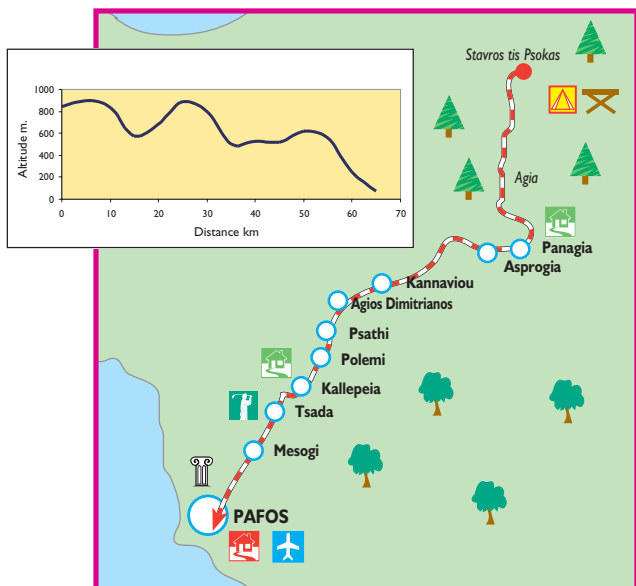 Stavros tis Psokas
1000
800
600
400
200
0
Altitude m.
0 10 20 30 40 50 60 70
Distance km
Agia
Panagia
Asprogia
Kannaviou
Agios Dimitrianos
Psathi
Polemi
Kallepeia
Tsada
Mesogi
PAFOS